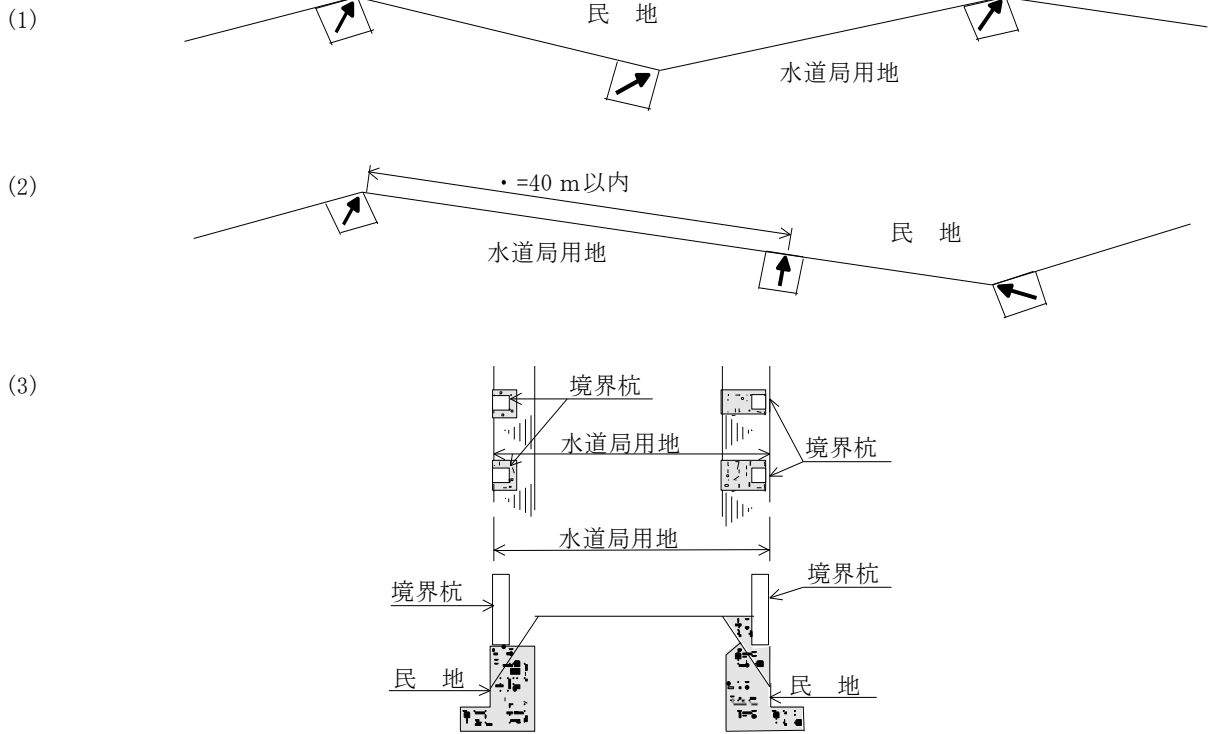 (1)
民 地
水道局用地
(2)
・=40 m以内
民 地
水道局用地
(3)
境界杭
水道局用地
境界杭
水道局用地
境界杭
境界杭
民 地
民 地